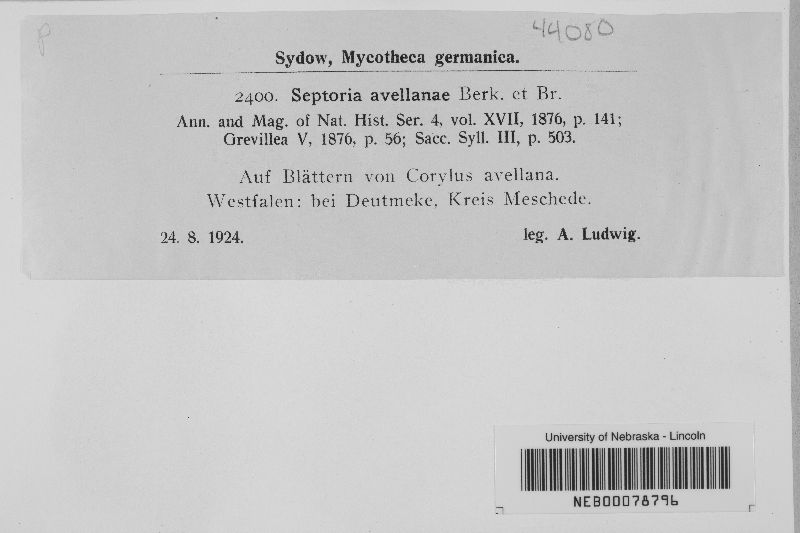 p
44080
Sydow, Mycotheca germanica.
2400. Septoria avellanae Berk. et Br.
Ann. and Mag. of Nat. Hist. Ser. 4, vol. XVII, 1876, p. 141;
Grevillea V, 1876, p. 56; Sacc. Syll. III, p. 503.
Auf Blättern von Corylus avellana.
Westfalen: bei Deutmeke, Kreis Meschede.
24. 8. 1924. leg. A. Ludwig.
University of Nebraska - Lincoln
NEB00078796